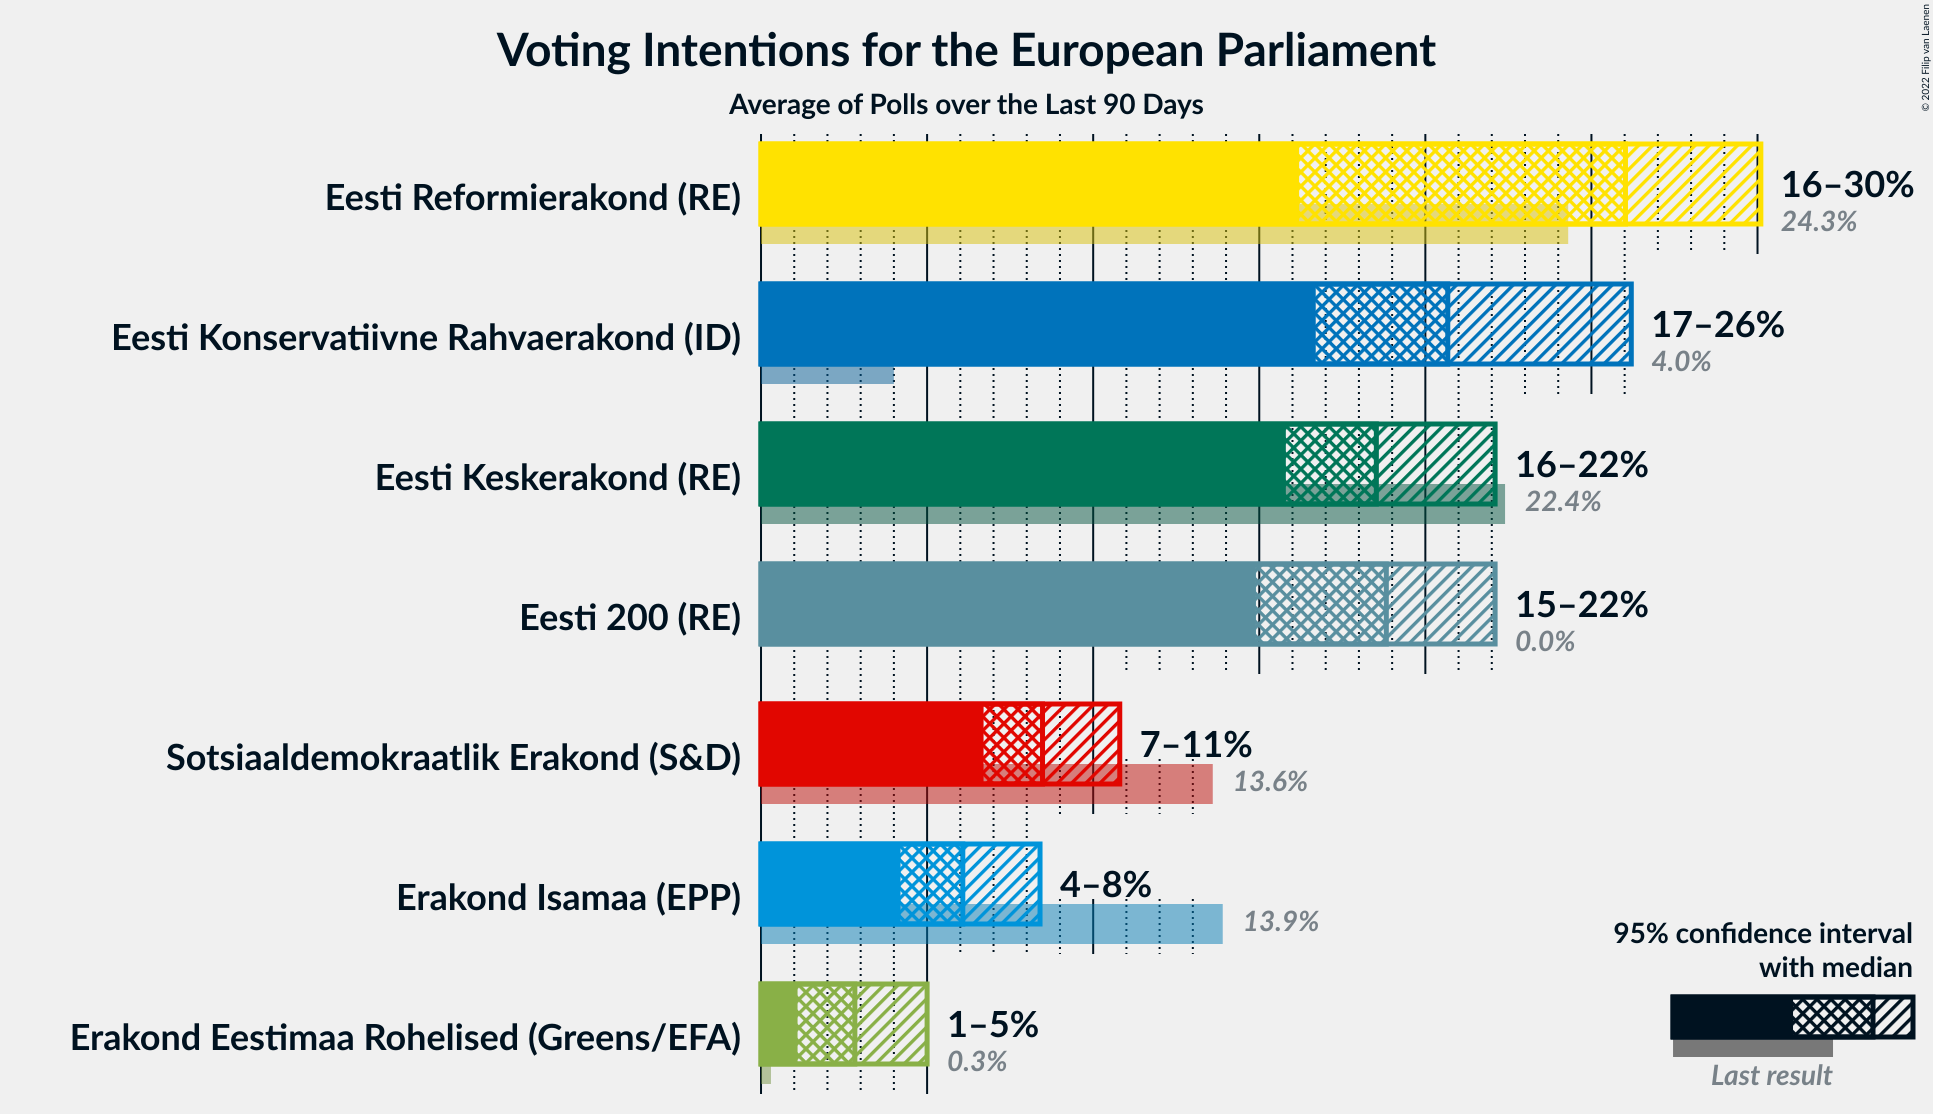 Voting Intentions for the European Parliament
Average of Polls over the Last 90 Days
© 2022 Filip van Laenen
Eesti Reformierakond (RE)
16–30%
24.3%
Eesti Konservatiivne Rahvaerakond (ID)
17–26%
4.0%
Eesti Keskerakond (RE)
16–22%
22.4%
Eesti 200 (RE)
15–22%
0.0%
Sotsiaaldemokraatlik Erakond (S&D)
7–11%
13.6%
Erakond Isamaa (EPP)
4–8%
13.9%
Erakond Eestimaa Rohelised (Greens/EFA)
1–5%
0.3%
95% confidence interval
with median
Last result